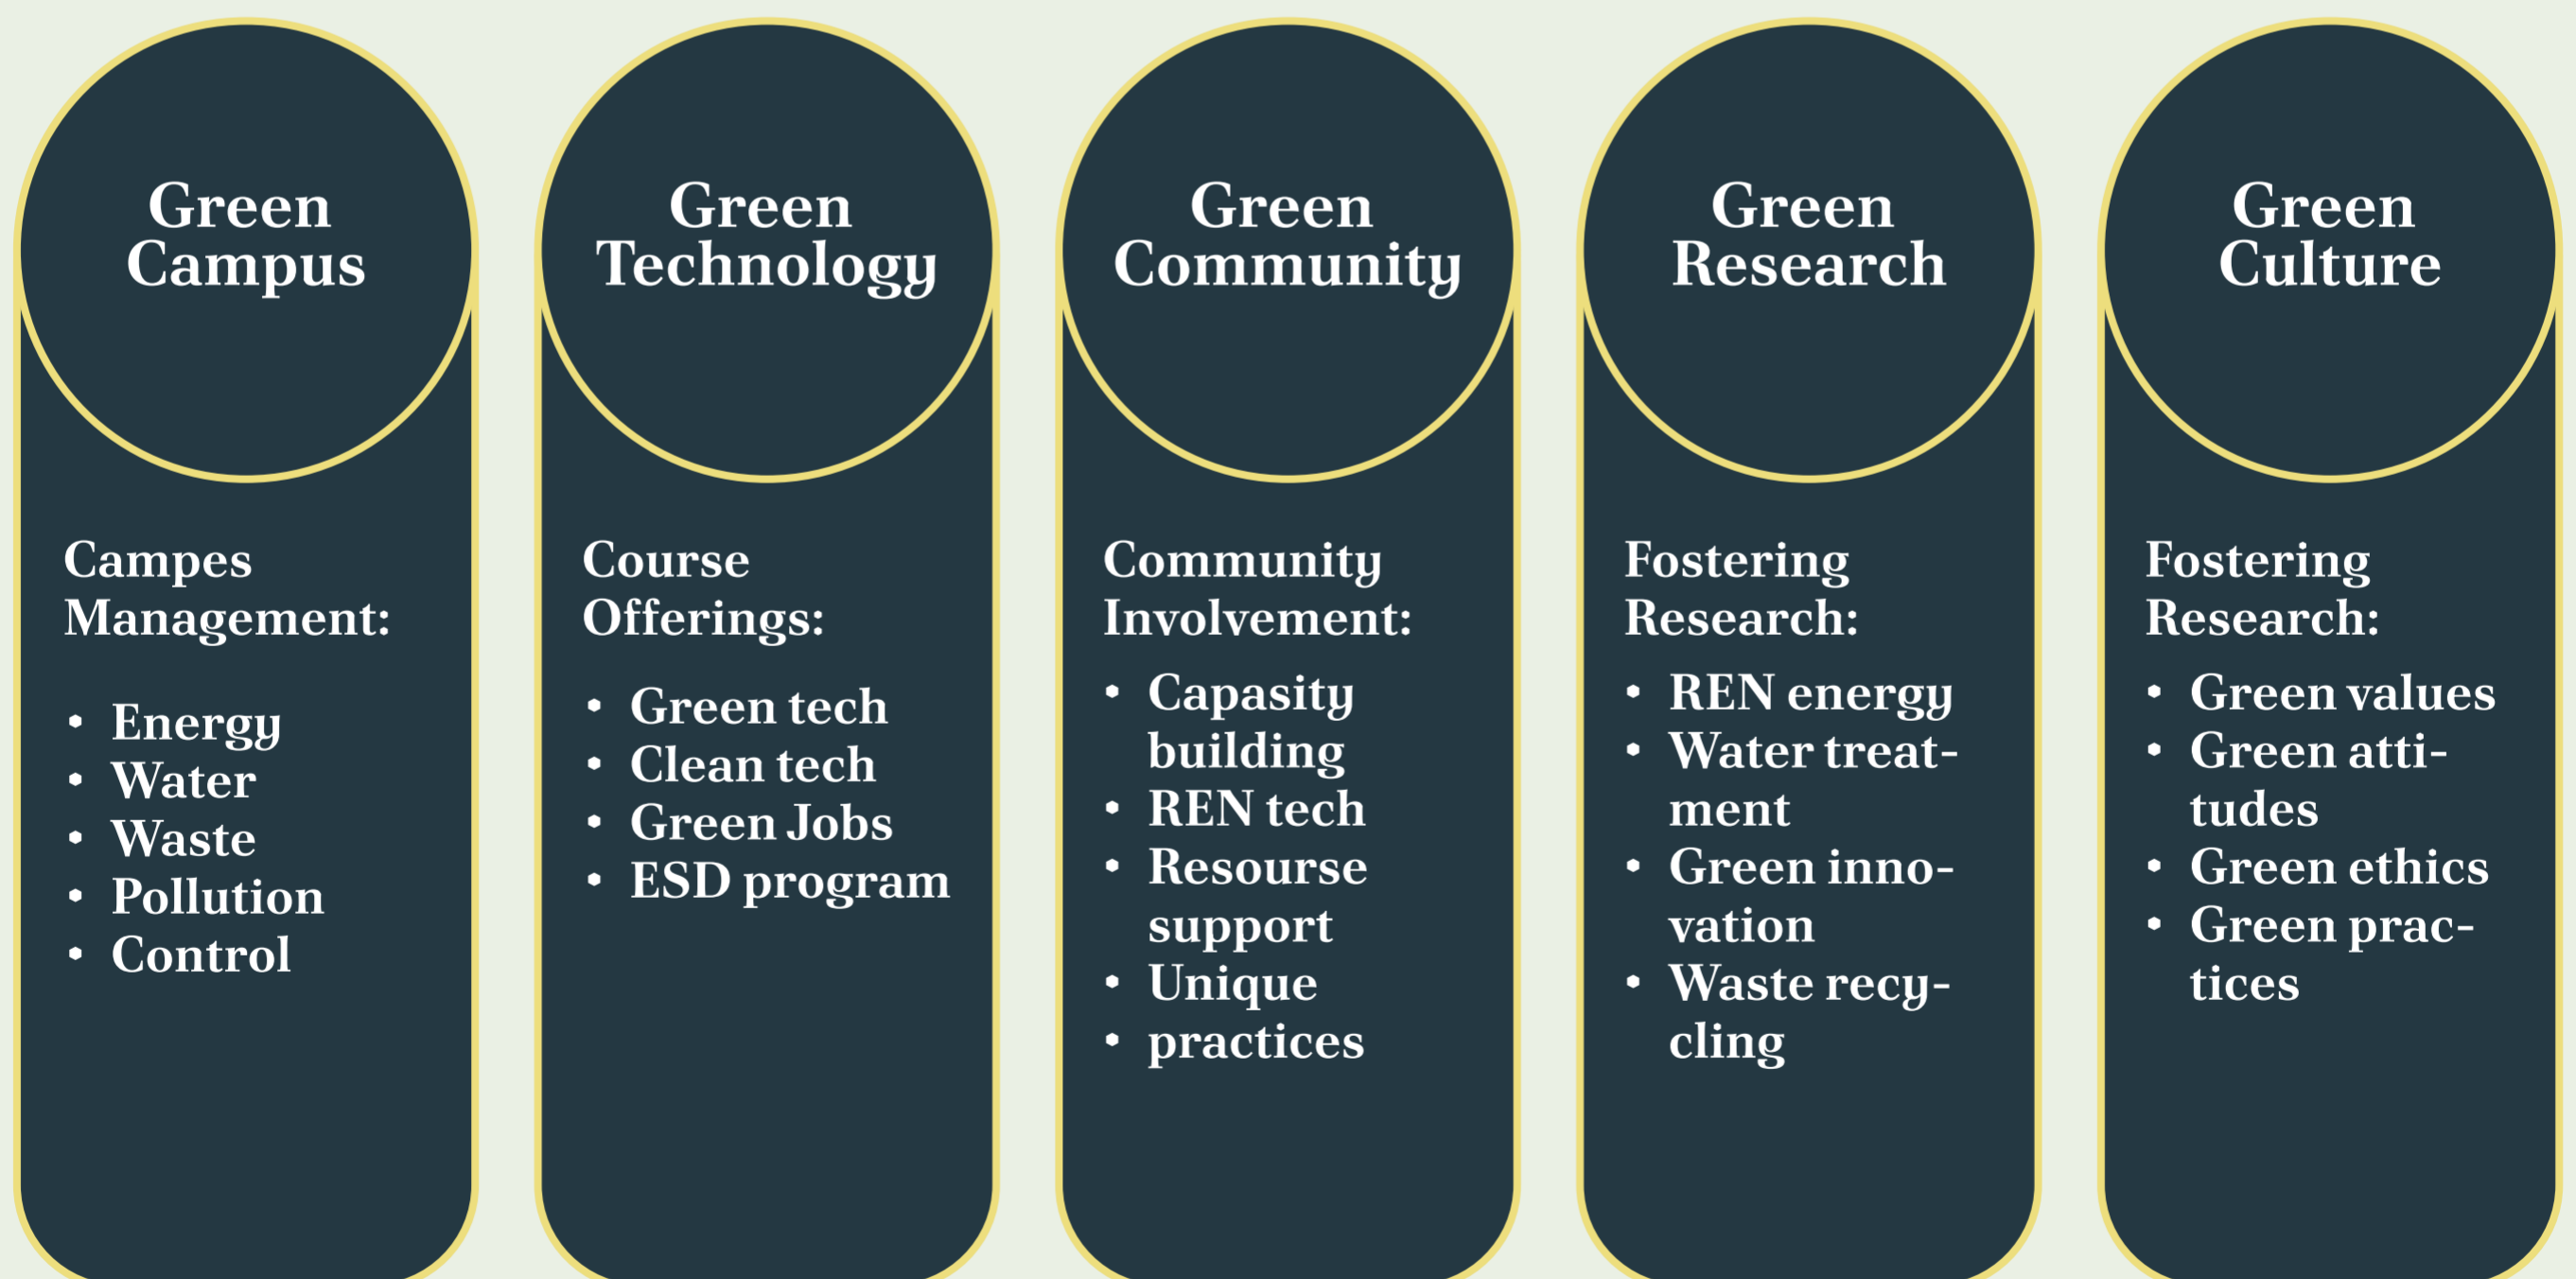 Green
Campus
Campes
Management:
• Energy
• Water
• Waste
• Pollution
• Control
Green
Technology
Course
Offerings:
• Green tech
• Clean tech
• Green Jobs
• ESD program
Green
Community
Community
Involvement:
• Capasity
building
• REN tech
• Resourse
support
• Unique
• practices
Green
Research
Fostering
Research:
• REN energy
• Water treat-
ment
• Green inno-
vation
• Waste recy-
cling
Green
Culture
Fostering
Research:
• Green values
• Green atti-
tudes
• Green ethics
• Green prac-
tices